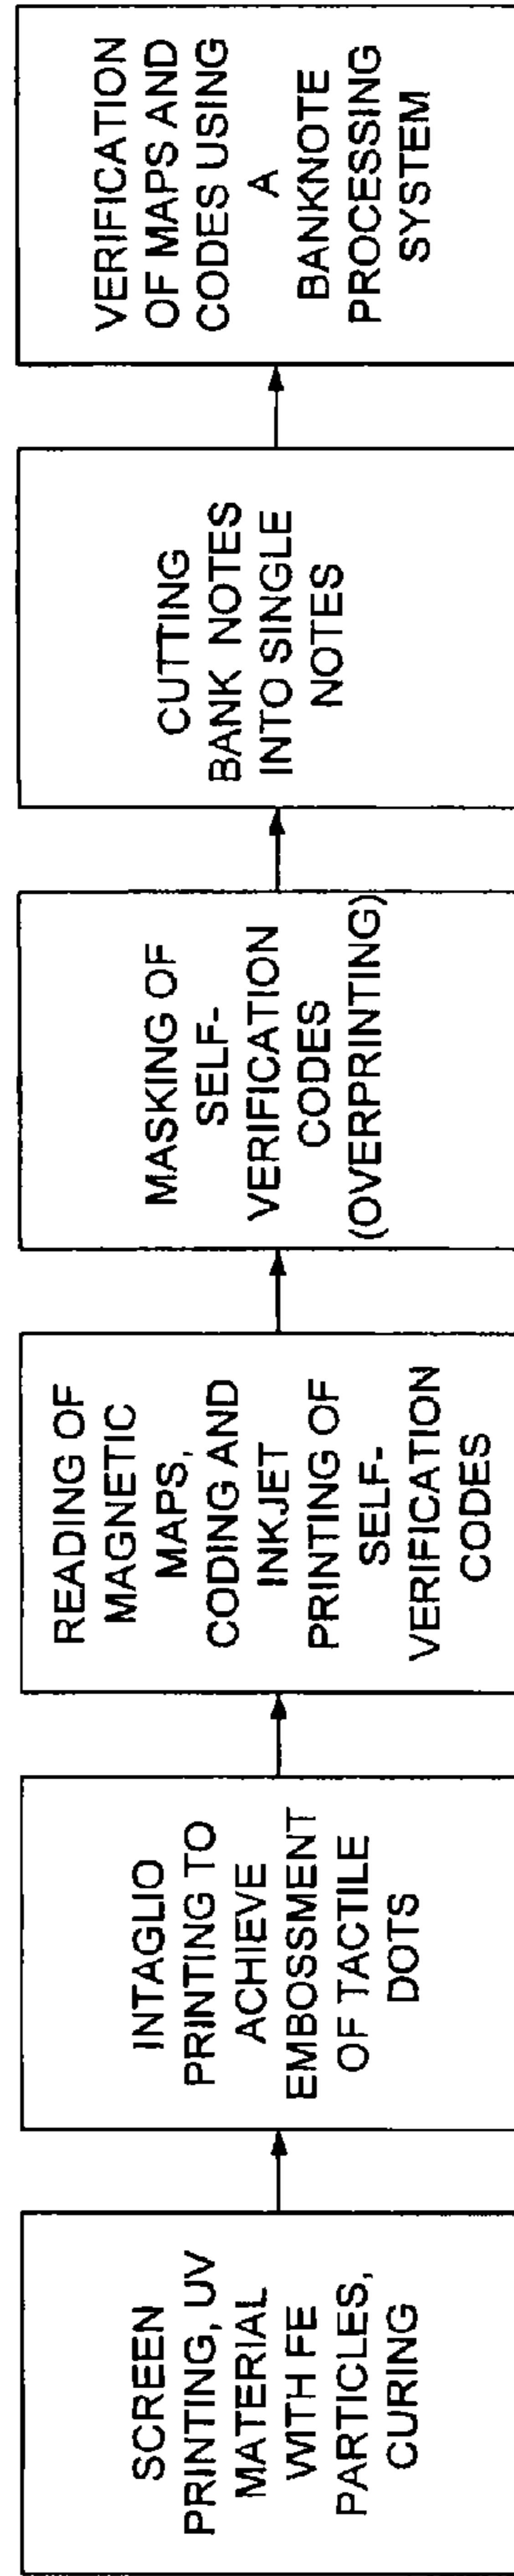 SCREEN
PRINTING, UV
MATERIAL
WITH FE
PARTICLES,
CURING
INTAGLIO
PRINTING TO
ACHIEVE
EMBOSSMENT
OF TACTILE
DOTS
READING OF
MAGNETIC
MAPS,
CODING AND
INKJET
PRINTING OF
SELF-
VERIFICATION
CODES
MASKING OF
SELF-
VERIFICATION
CODES
(OVERPRINTING)
CUTTING
BANK NOTES
INTO SINGLE
NOTES
VERIFICATION
OF MAPS AND
CODES USING
A
BANKNOTE
PROCESSING
SYSTEM